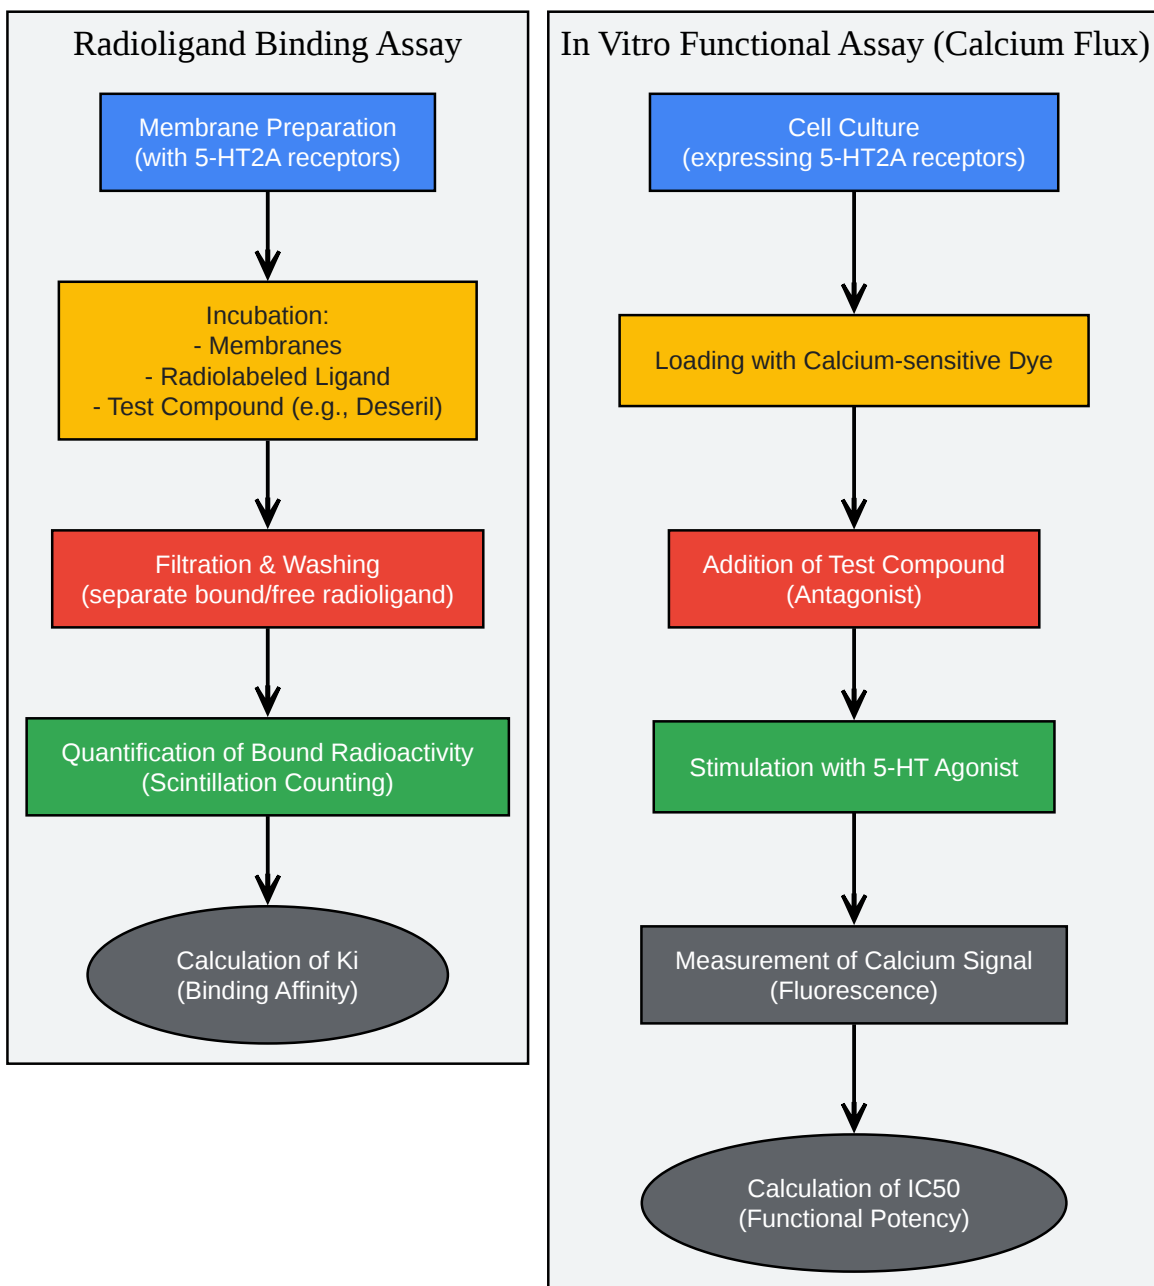 Radioligand Binding Assay
Membrane Preparation
(with 5-HT2A receptors)
Incubation:
- Membranes
- Radiolabeled Ligand
- Test Compound (e.g., Deseril)
Filtration & Washing
(separate bound/free radioligand)
Quantification of Bound Radioactivity
(Scintillation Counting)
Calculation of Ki
(Binding Affinity)
In Vitro Functional Assay (Calcium Flux)
Cell Culture
(expressing 5-HT2A receptors)
Loading with Calcium-sensitive Dye
Addition of Test Compound
(Antagonist)
Stimulation with 5-HT Agonist
Measurement of Calcium Signal
(Fluorescence)
Calculation of IC50
(Functional Potency)